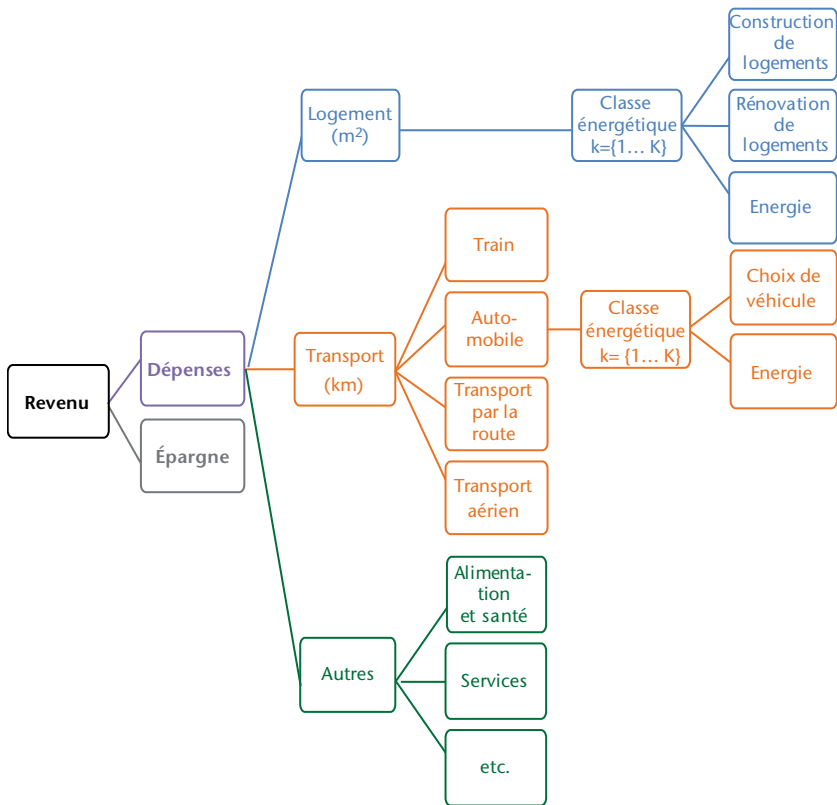 Revenu
Dépenses
Épargne
Logement
(m²)
Classe
énergétique
k={1... K}
Construction
de
logements
Rénovation
de
logements
Energie
Transport
(km)
Train
Auto-
mobile
Classe
énergétique
k= {1... K}
Choix de
véhicule
Energie
Transport
par la
route
Transport
aérien
Autres
Alimenta-
tion
et santé
Services
etc.